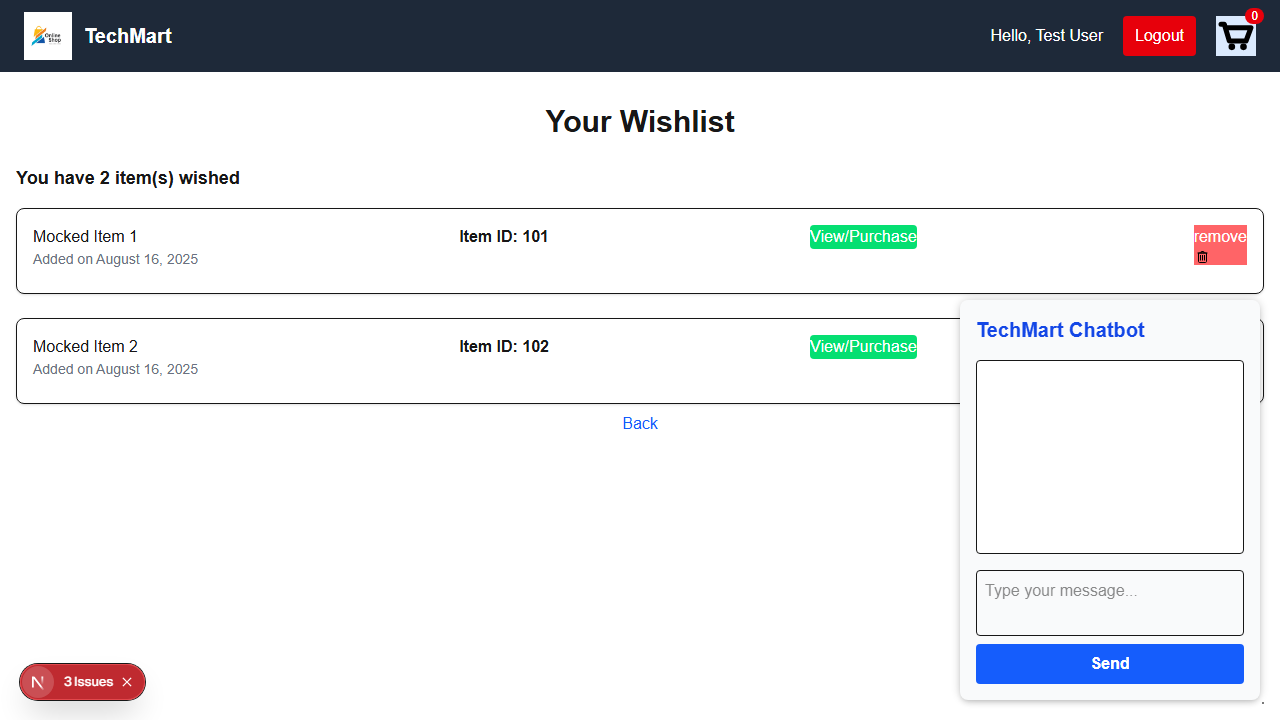 Online
Shop
TechMart
Hello, Test User
Logout
0
Your Wishlist
You have 2 item(s) wished
Mocked Item 1
Added on August 16, 2025
Item ID: 101
View/Purchase
remove
Mocked Item 2
Added on August 16, 2025
Item ID: 102
View/Purchase
Back
TechMart Chatbot
Type your message...
Send
N
3 Issues
.